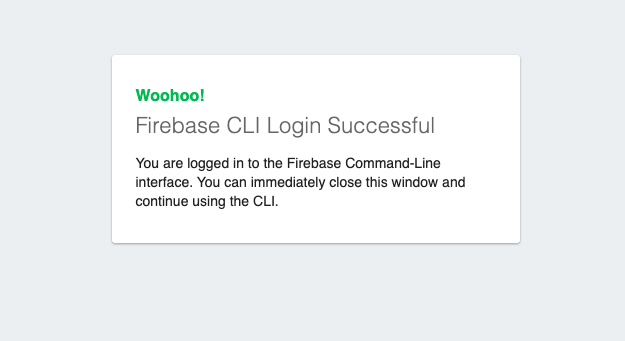 Woohoo!
Firebase CLI Login Successful
You are logged in to the Firebase Command-Line
interface. You can immediately close this window and
continue using the CLI.